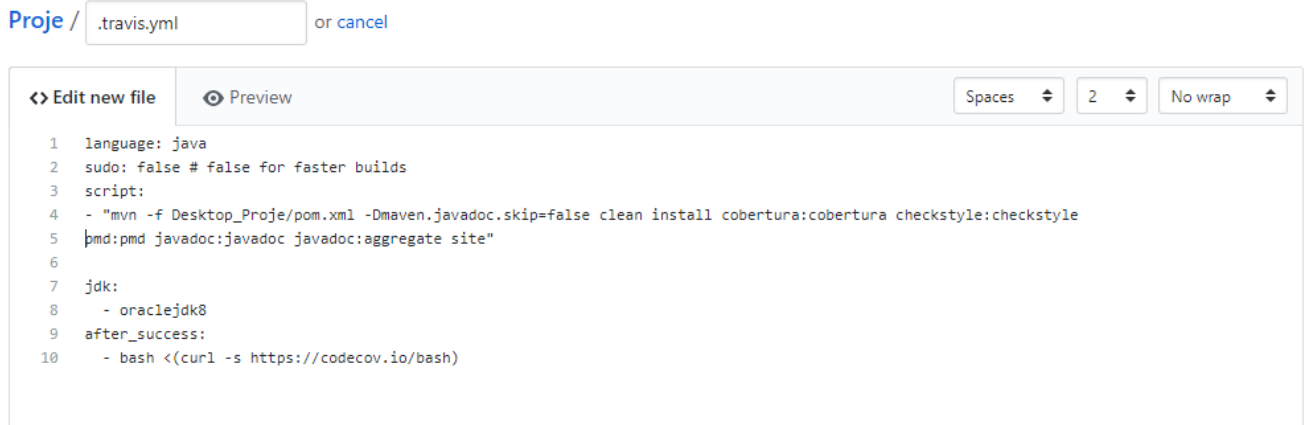 Proje / .travis.yml or cancel
<> Edit new file Preview Spaces 2 No wrap
1 language: java
2 sudo: false # false for faster builds
3 script:
4 - "mvn -f Desktop_Proje/pom.xml -Dmaven.javadoc.skip=false clean install cobertura:cobertura checkstyle:checkstyle
5 pmd:pmd javadoc:javadoc javadoc:aggregate site"
6
7 jdk:
8   - oraclejdk8
9 after_success:
10   - bash <(curl -s https://codecov.io/bash)